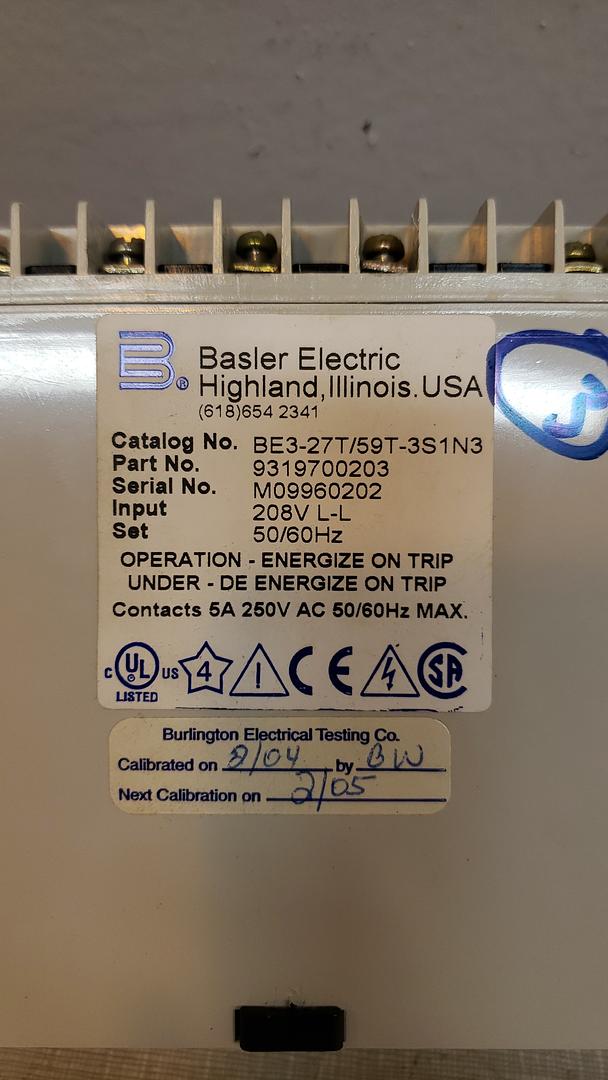 B®
Basler Electric
Highland,Illinois.USA
(618)654 2341
Catalog No. BE3-27T/59T-3S1N3
Part No. 9319700203
Serial No. M09960202
Input 208V L-L
Set 50/60Hz
OPERATION - ENERGIZE ON TRIP
UNDER - DE ENERGIZE ON TRIP
Contacts 5A 250V AC 50/60Hz MAX.
C UL ® US 4 ! CE SA
LISTED
Burlington Electrical Testing Co.
Calibrated on 8/04 by BW
Next Calibration on 2/05